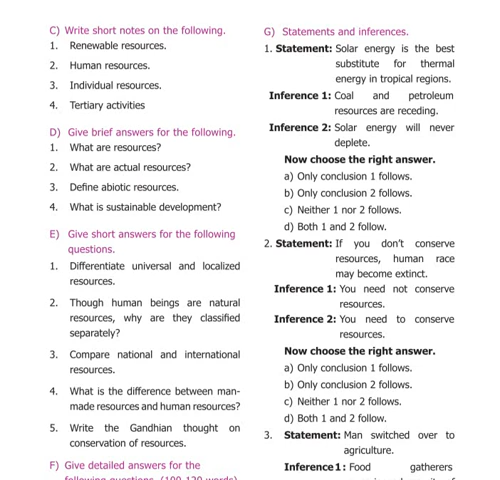 C) Write short notes on the following.
1. Renewable resources.
2. Human resources.
3. Individual resources.
4. Tertiary activities
D) Give brief answers for the following.
1. What are resources?
2. What are actual resources?
3. Define abiotic resources.
4. What is sustainable development?
E) Give short answers for the following
questions.
1. Differentiate universal and localized
resources.
2. Though human beings are natural
resources, why are they classified
separately?
3. Compare national and international
resources.
4. What is the difference between man-
made resources and human resources?
5. Write the Gandhian thought on
conservation of resources.
F) Give detailed answers for the
following questions. (100-120 words)
G) Statements and inferences.
1. Statement: Solar energy is the best
substitute for thermal
energy in tropical regions.
Inference 1: Coal and petroleum
resources are receding.
Inference 2: Solar energy will never
deplete.
Now choose the right answer.
a) Only conclusion 1 follows.
b) Only conclusion 2 follows.
c) Neither 1 nor 2 follows.
d) Both 1 and 2 follow.
2. Statement: If you don't conserve
resources, human race
may become extinct.
Inference 1: You need not conserve
resources.
Inference 2: You need to conserve
resources.
Now choose the right answer.
a) Only conclusion 1 follows.
b) Only conclusion 2 follows.
c) Neither 1 nor 2 follows.
d) Both 1 and 2 follow.
3. Statement: Man switched over to
agriculture.
Inference 1: Food gatherers